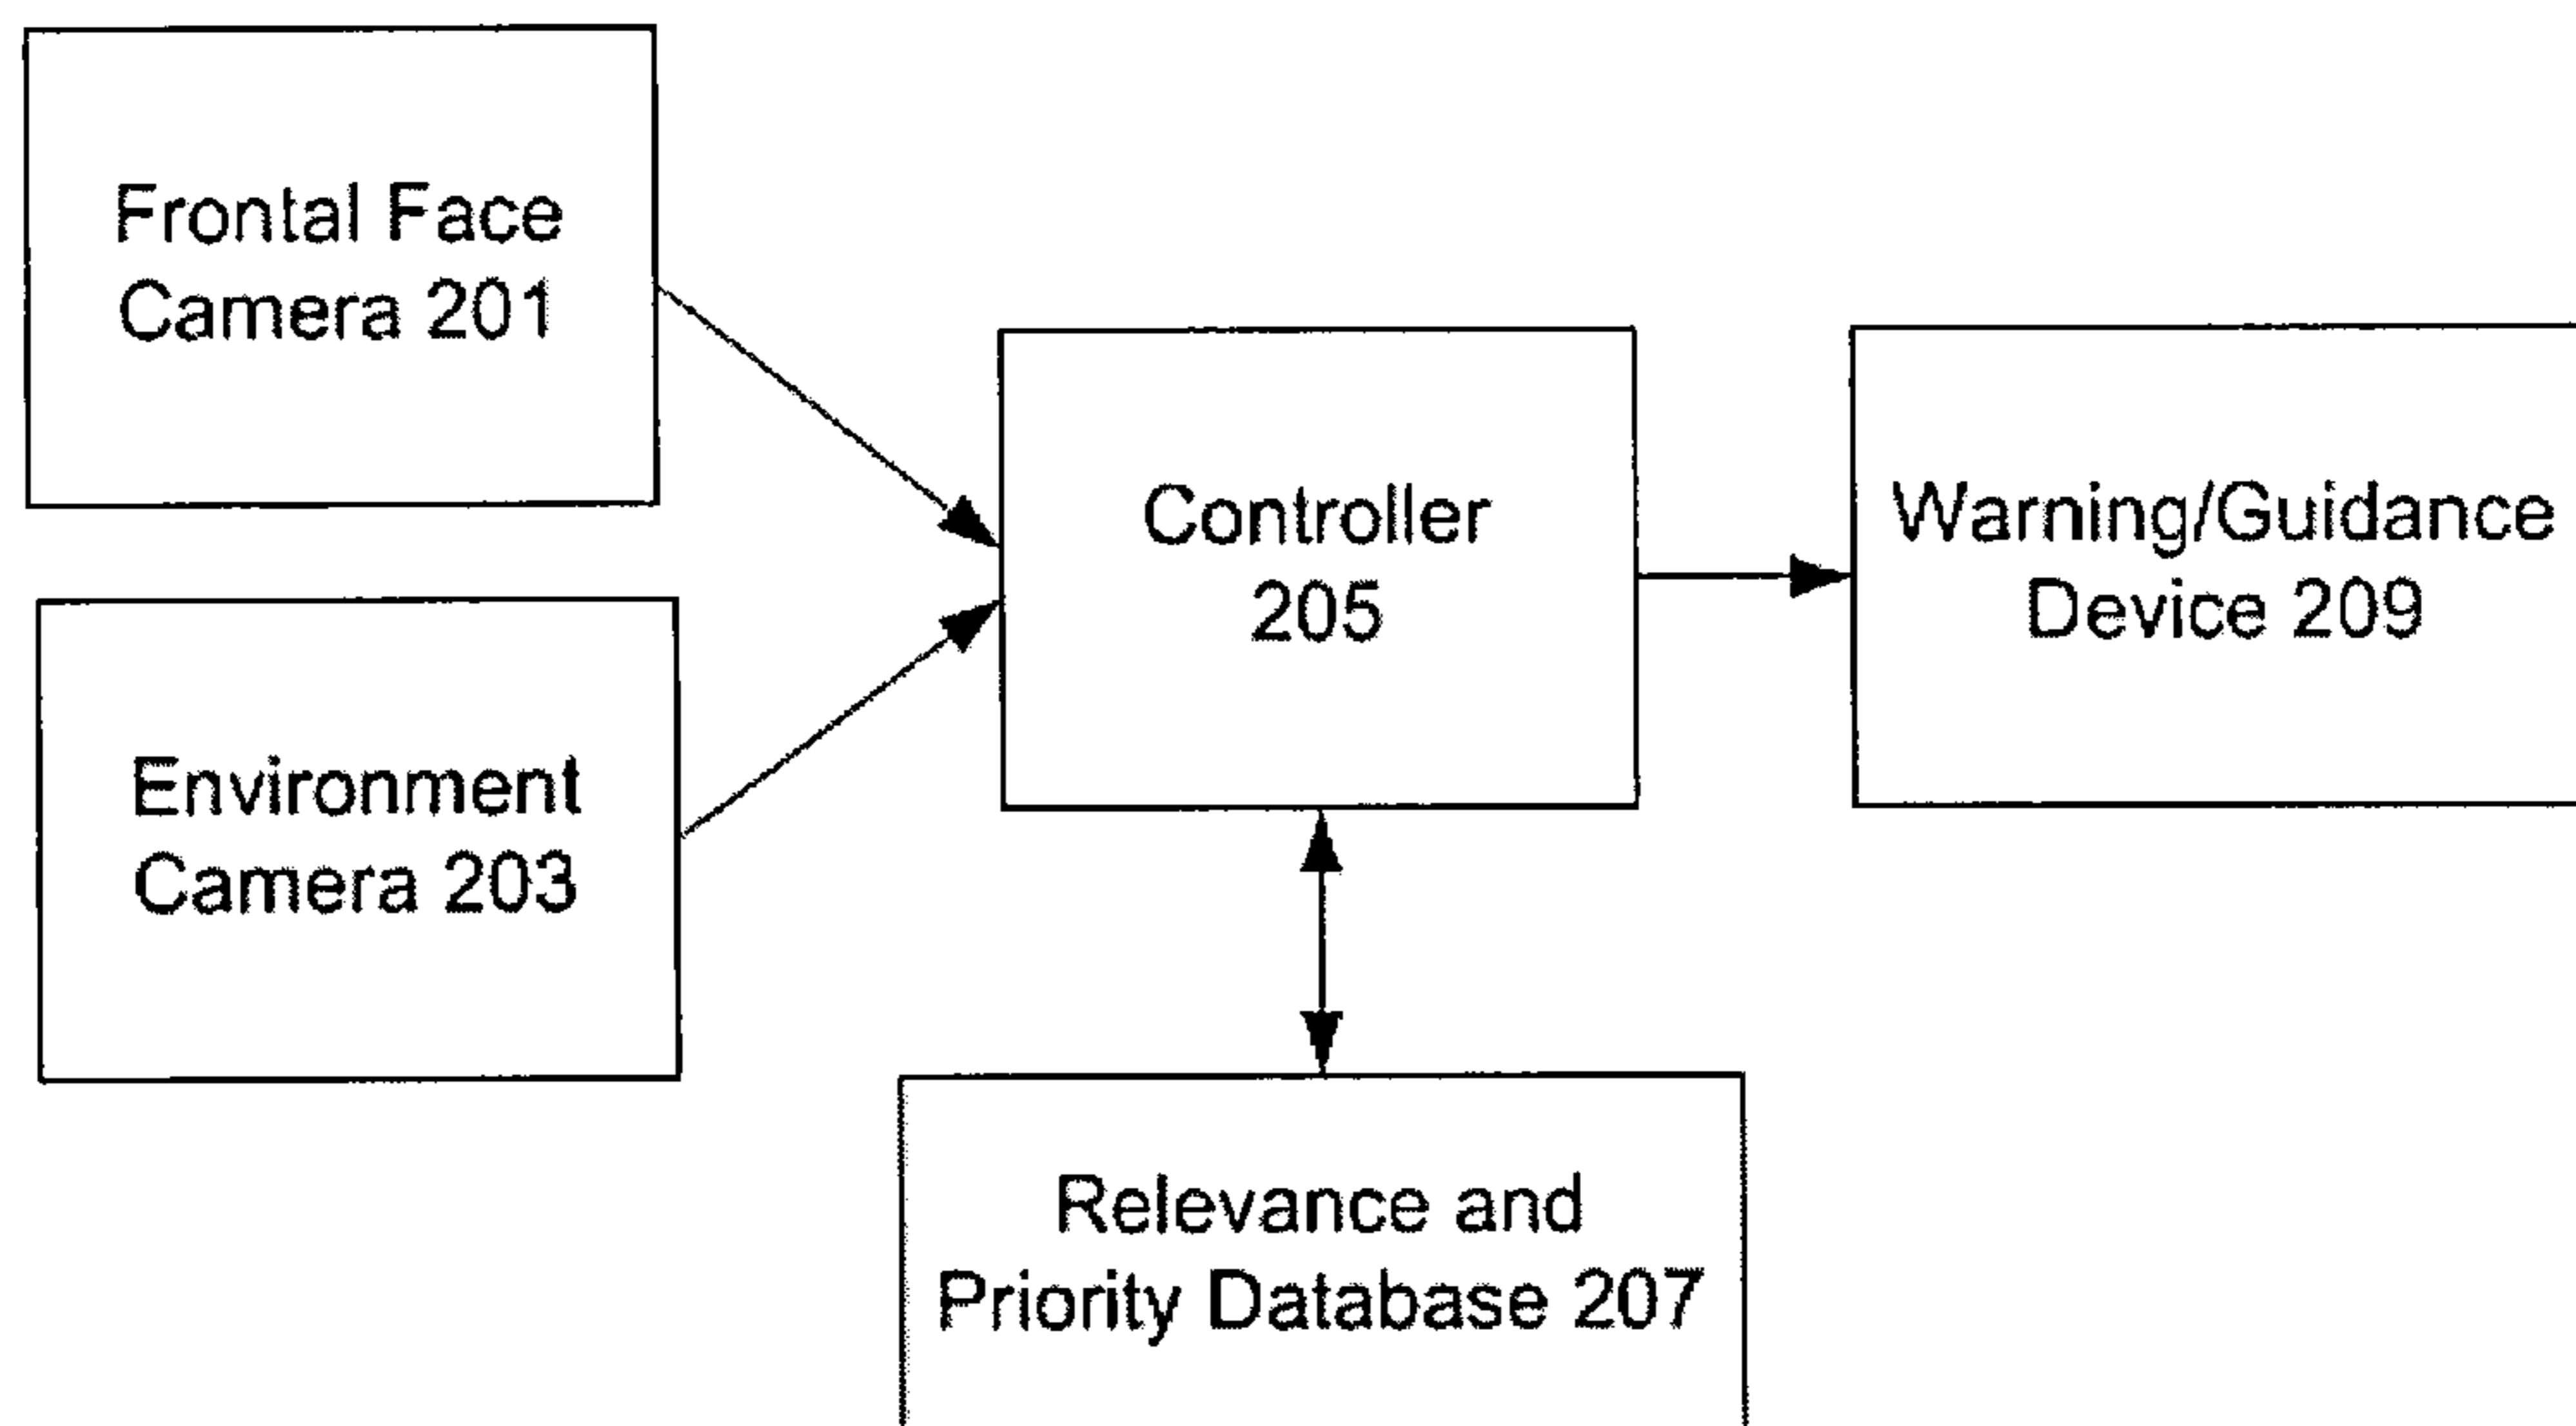 Frontal Face
Camera 201
Environment
Camera 203
Controller
205
Warning/Guidance
Device 209
Relevance and
Priority Database 207